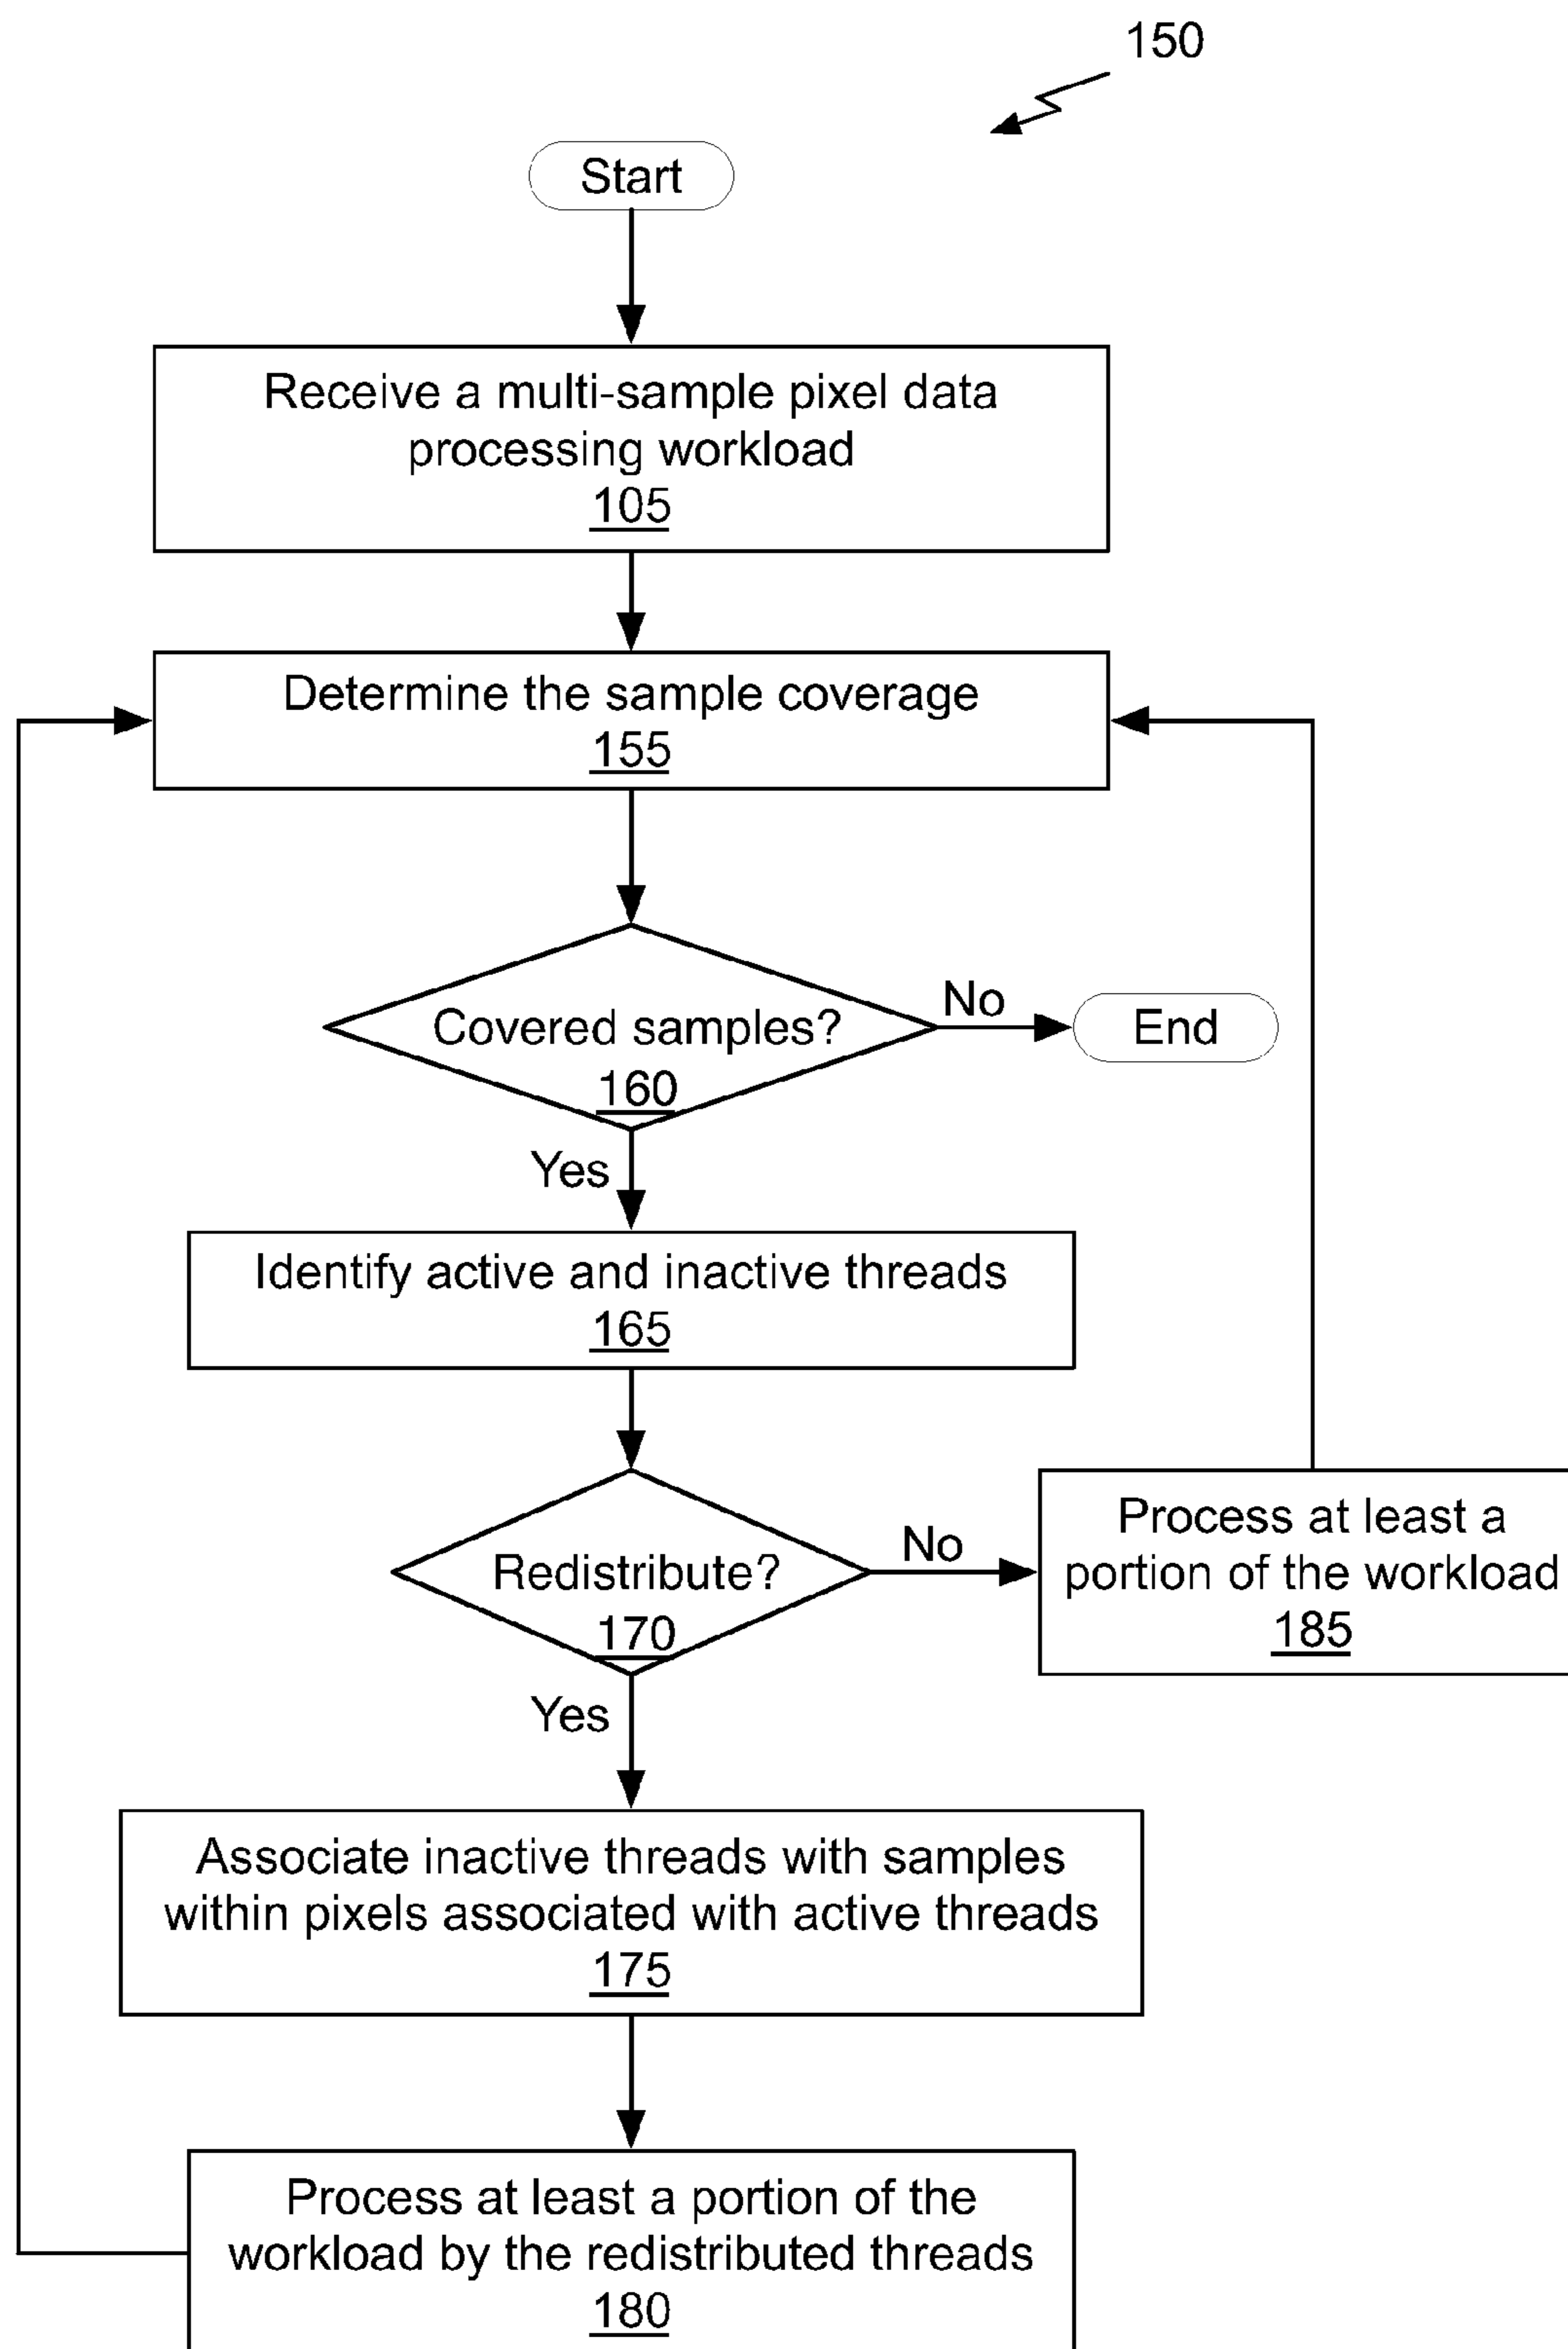 150
Start
Receive a multi-sample pixel data
processing workload
105
Determine the sample coverage
155
Covered samples?
160
No
End
Yes
Identify active and inactive threads
165
Redistribute?
170
No
Process at least a
portion of the workload
185
Yes
Associate inactive threads with samples
within pixels associated with active threads
175
Process at least a portion of the
workload by the redistributed threads
180